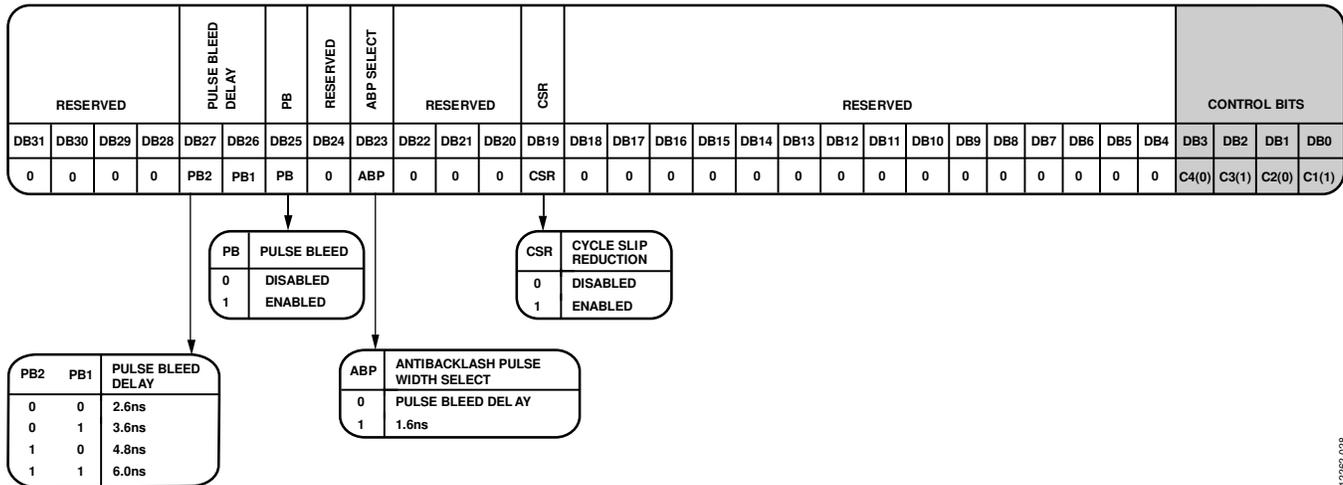 RESERVED PULSE BLEED DELAY PB RESERVED ABP SELECT RESERVED CSR RESERVED CONTROL BITS
DB31 DB30 DB29 DB28 DB27 DB26 DB25 DB24 DB23 DB22 DB21 DB20 DB19 DB18 DB17 DB16 DB15 DB14 DB13 DB12 DB11 DB10 DB9 DB8 DB7 DB6 DB5 DB4 DB3 DB2 DB1 DB0
0 0 0 0 PB2 PB1 PB 0 ABP 0 0 0 CSR 0 0 0 0 0 0 0 0 0 0 0 0 0 0 0 C4(0) C3(1) C2(0) C1(1)
PB PULSE BLEED
0 DISABLED
1 ENABLED
CSR CYCLE SLIP
REDUCTION
0 DISABLED
1 ENABLED
PB2 PB1 PULSE BLEED
DELAY
0 0 2.6ns
0 1 3.6ns
1 0 4.8ns
1 1 6.0ns
ABP ANTIBACKLASH PULSE
WIDTH SELECT
0 PULSE BLEED DELAY
1 1.6ns